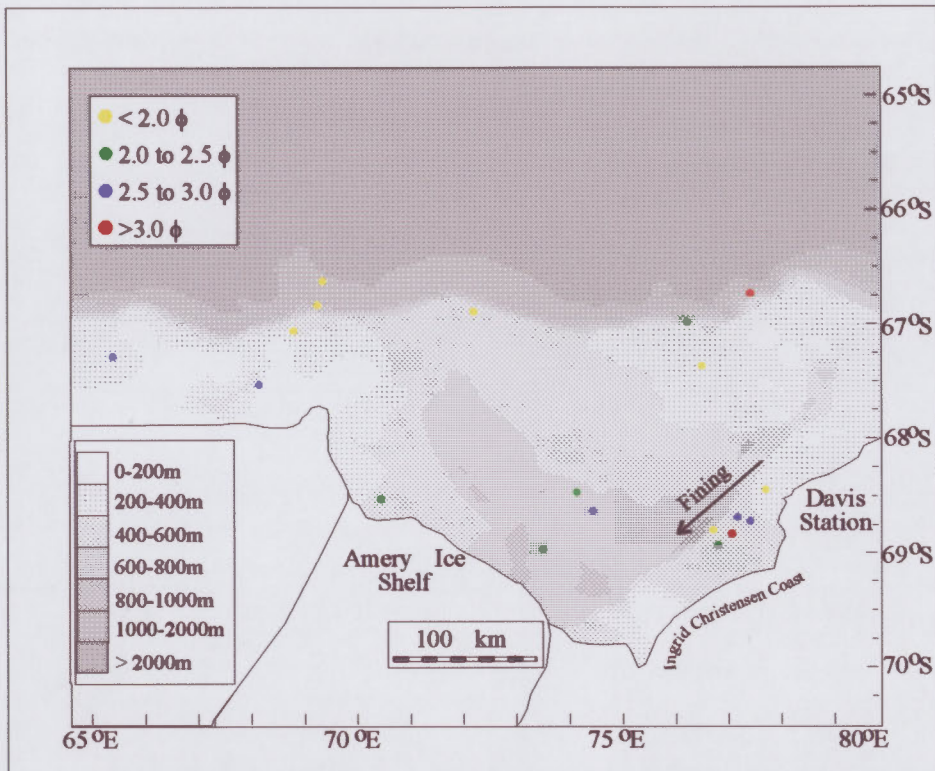 < 2.0 ϕ
2.0 to 2.5 ϕ
2.5 to 3.0 ϕ
>3.0 ϕ
65°S
66°S
67°S
68°S
69°S
70°S
0-200m
200-400m
400-600m
600-800m
800-1000m
1000-2000m
> 2000m
Fining
Davis
Station
Amery Ice
Shelf
Ingrid Christensen Coast
100 km
65°E
70°E
75°E
80°E